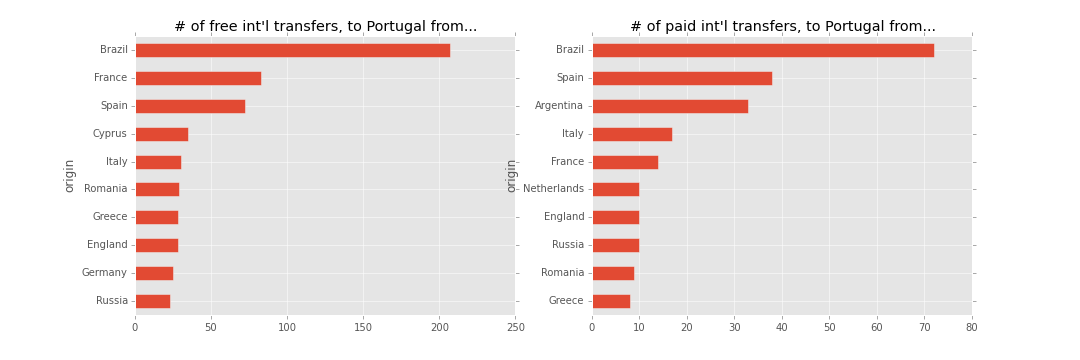 # of free int'l transfers, to Portugal from...
origin
Brazil
France
Spain
Cyprus
Italy
Romania
Greece
England
Germany
Russia
0 50 100 150 200 250
# of paid int'l transfers, to Portugal from...
origin
Brazil
Spain
Argentina
Italy
France
Netherlands
England
Russia
Romania
Greece
0 10 20 30 40 50 60 70 80